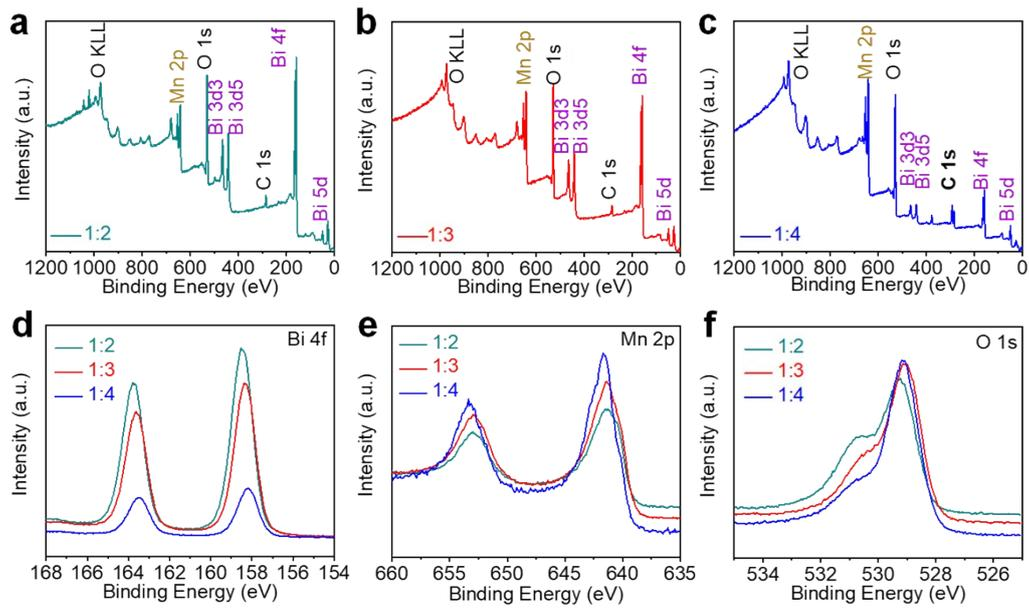 a
Intensity (a.u.)
O KLL
Mn 2p
O 1s
Bi 3d3
Bi 3d5
C 1s
Bi 4f
Bi 5d
1:2
1200 1000 800 600 400 200 0
Binding Energy (eV)
b
Intensity (a.u.)
O KLL
Mn 2p
O 1s
Bi 3d3
Bi 3d5
C 1s
Bi 4f
Bi 5d
1:3
1200 1000 800 600 400 200 0
Binding Energy (eV)
c
Intensity (a.u.)
O KLL
Mn 2p
O 1s
Bi 3d3
Bi 3d5
C 1s
Bi 4f
Bi 5d
1:4
1200 1000 800 600 400 200 0
Binding Energy (eV)
d
Intensity (a.u.)
1:2
1:3
1:4
Bi 4f
168 166 164 162 160 158 156 154
Binding Energy (eV)
e
Intensity (a.u.)
1:2
1:3
1:4
Mn 2p
660 655 650 645 640 635
Binding Energy (eV)
f
Intensity (a.u.)
1:2
1:3
1:4
O 1s
534 532 530 528 526
Binding Energy (eV)